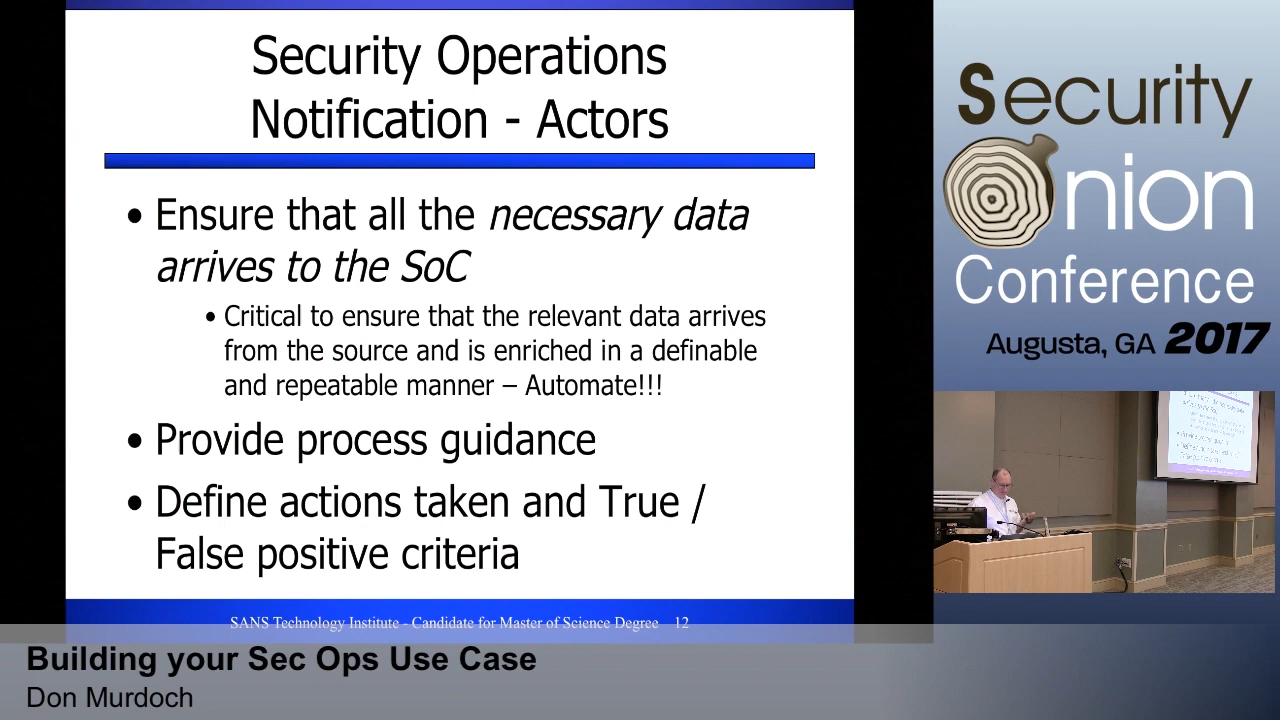 Security Operations
Notification - Actors
• Ensure that all the necessary data
arrives to the SoC
• Critical to ensure that the relevant data arrives
from the source and is enriched in a definable
and repeatable manner – Automate!!!
• Provide process guidance
• Define actions taken and True /
False positive criteria
SANS Technology Institute - Candidate for Master of Science Degree 12
Security
Onion
Conference
Augusta, GA 2017
Building your Sec Ops Use Case
Don Murdoch